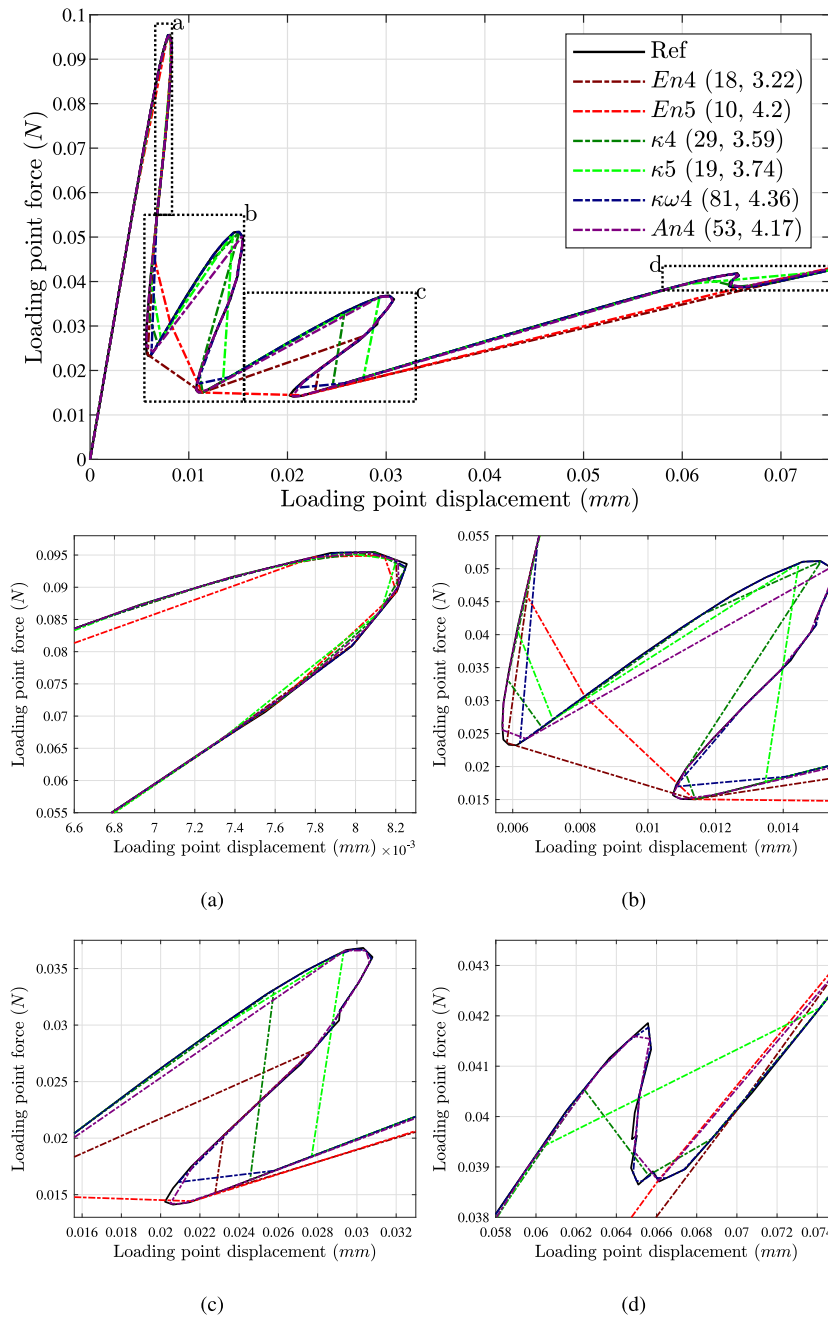 0.1
0.09
0.08
0.07
0.06
0.05
0.04
0.03
0.02
0.01
0
Loading point force (N)
a
b
c
d
Ref
En4 (18, 3.22)
En5 (10, 4.2)
κ4 (29, 3.59)
κ5 (19, 3.74)
κω4 (81, 4.36)
An4 (53, 4.17)
0 0.01 0.02 0.03 0.04 0.05 0.06 0.07
Loading point displacement (mm)
0.095
0.09
0.085
0.08
0.075
0.07
0.065
0.06
0.055
Loading point force (N)
6.6 6.8 7 7.2 7.4 7.6 7.8 8 8.2
Loading point displacement (mm) ×10-3
(a)
0.055
0.05
0.045
0.04
0.035
0.03
0.025
0.02
0.015
Loading point force (N)
0.006 0.008 0.01 0.012 0.014
Loading point displacement (mm)
(b)
0.035
0.03
0.025
0.02
0.015
Loading point force (N)
0.016 0.018 0.02 0.022 0.024 0.026 0.028 0.03 0.032
Loading point displacement (mm)
(c)
0.043
0.042
0.041
0.04
0.039
0.038
Loading point force (N)
0.058 0.06 0.062 0.064 0.066 0.068 0.07 0.072 0.074
Loading point displacement (mm)
(d)